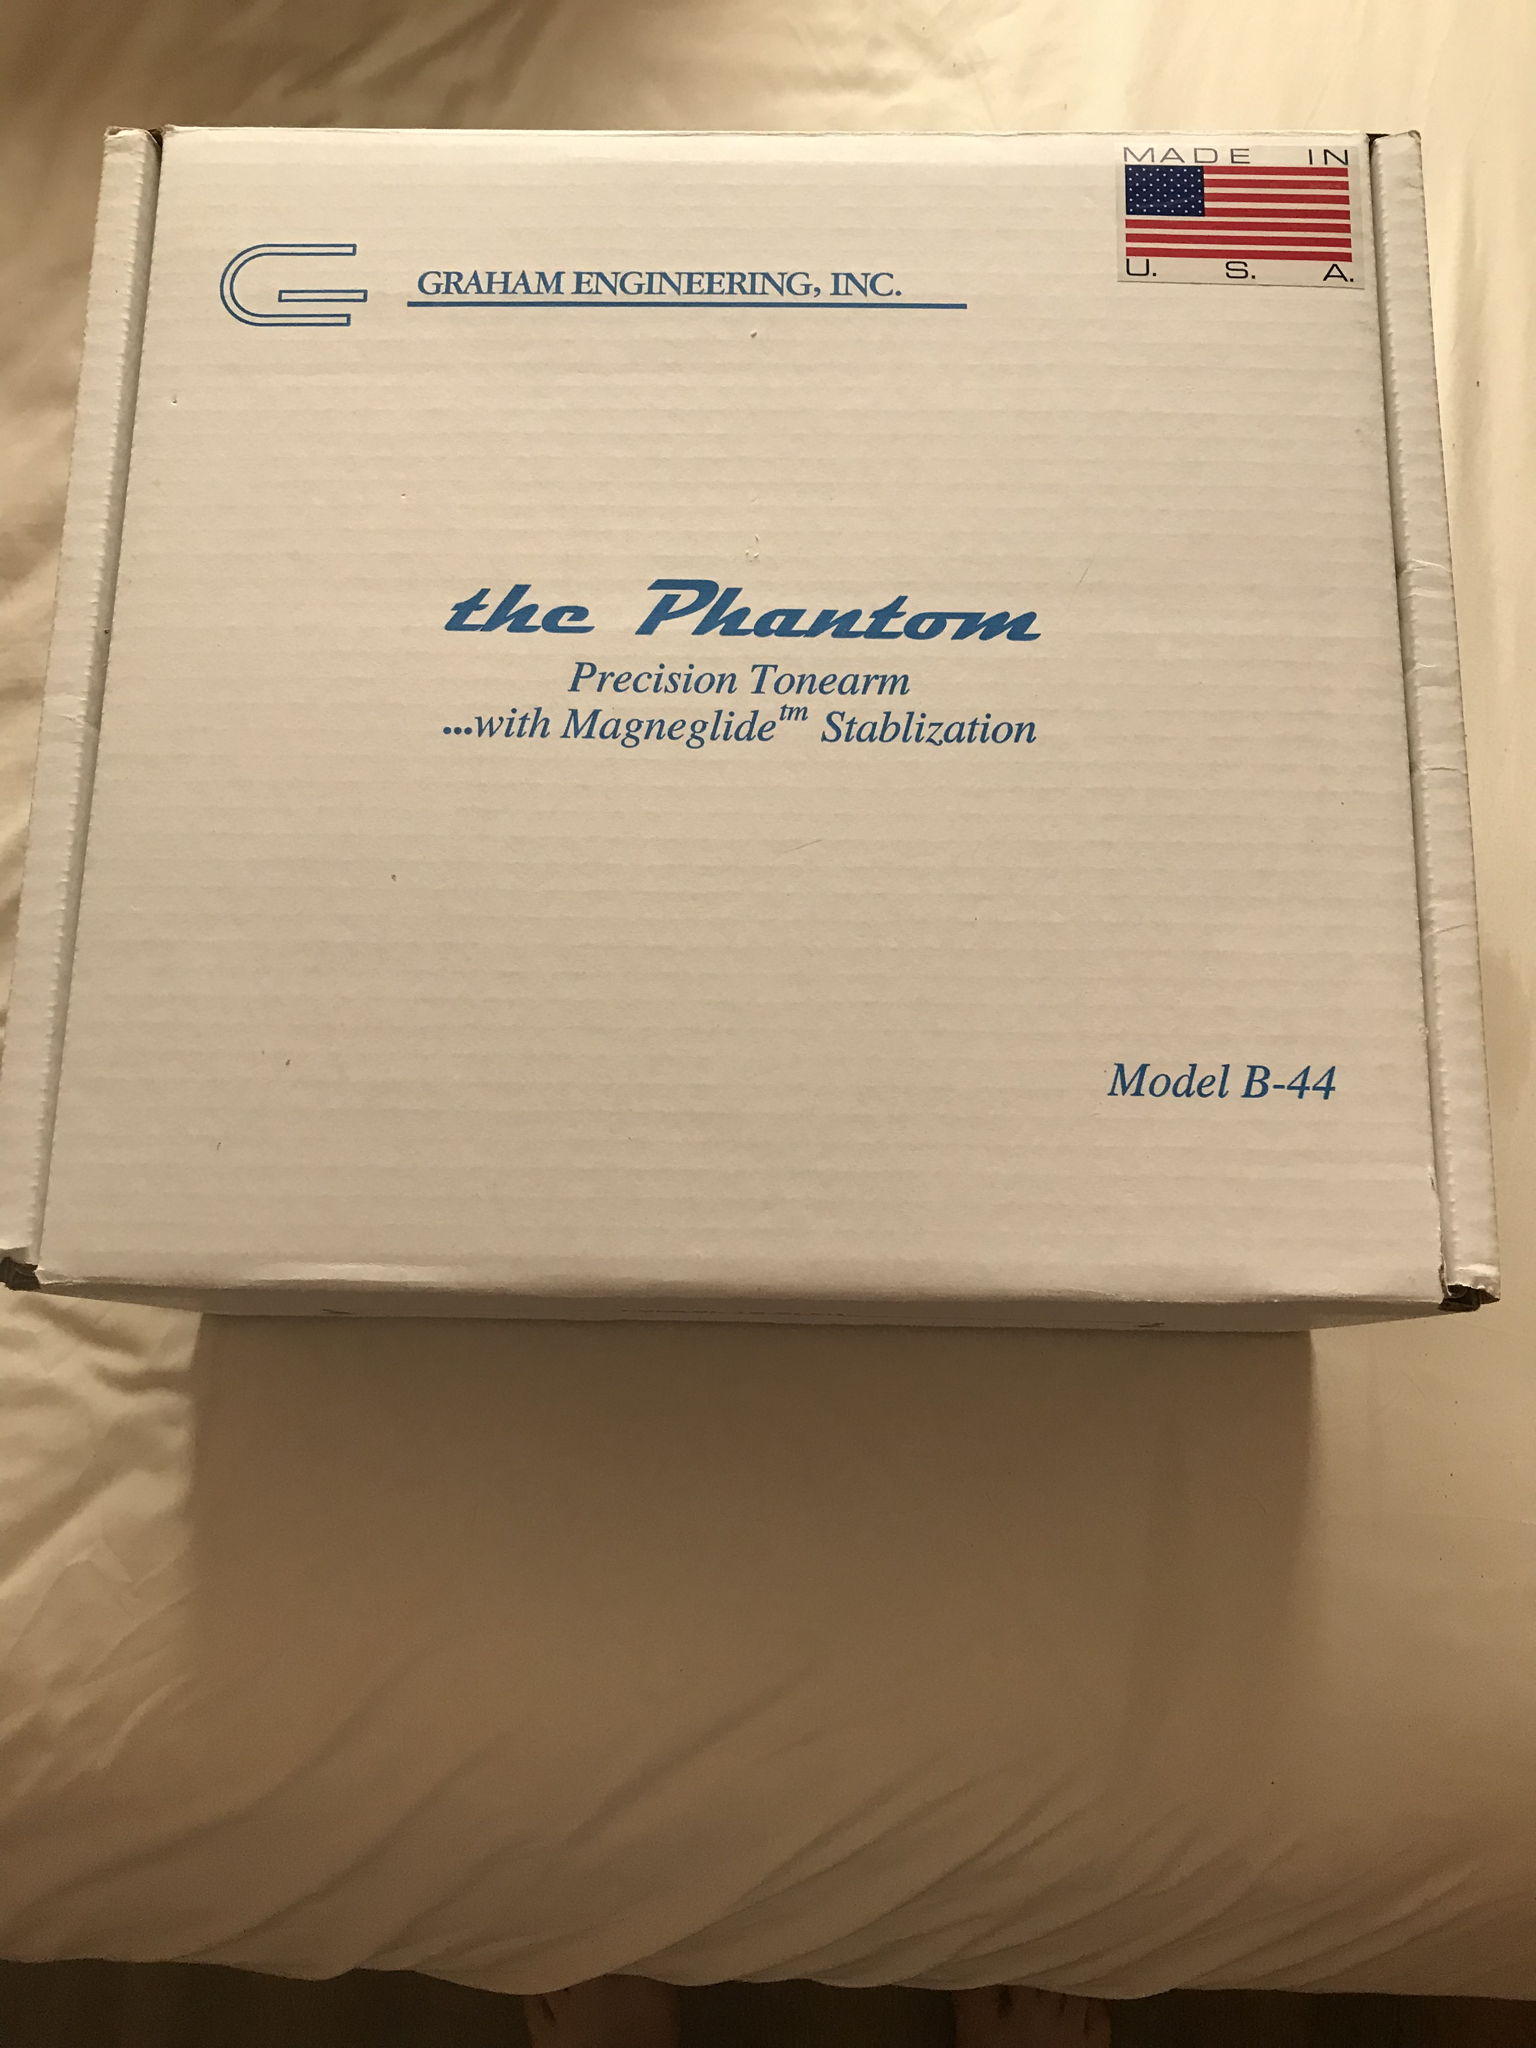 MADE IN
U. S. A.
GRAHAM ENGINEERING, INC.
the Phantom
Precision Tonearm
...with Magneglide™ Stablization
Model B-44